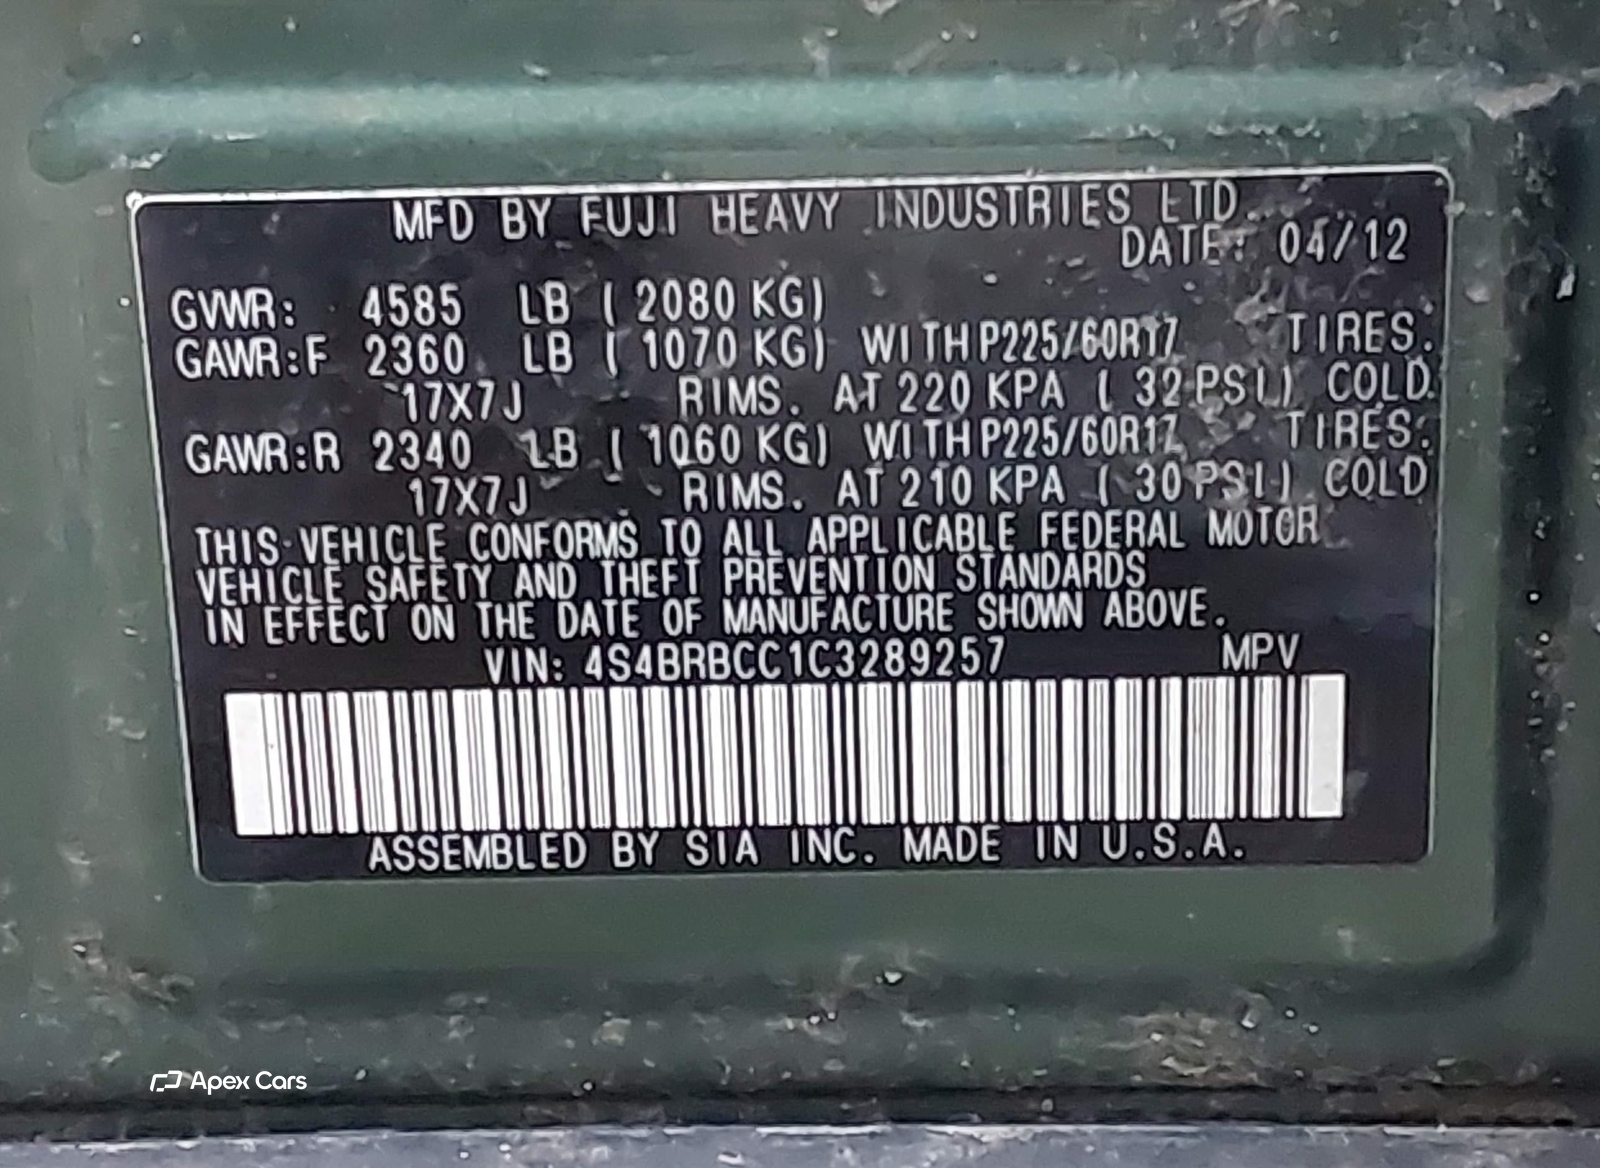 MFD BY FUJI HEAVY INDUSTRIES LTD.
DATE: 04/12
GVWR: 4585 LB ( 2080 KG)
GAWR:F 2360 LB ( 1070 KG) WITH P225/60R17 TIRES:
17X7J RIMS. AT 220 KPA ( 32 PSI) COLD.
GAWR:R 2340 LB ( 1060 KG) WITH P225/60R17 TIRES:
17X7J RIMS. AT 210 KPA ( 30 PSI) COLD
THIS VEHICLE CONFORMS TO ALL APPLICABLE FEDERAL MOTOR
VEHICLE SAFETY AND THEFT PREVENTION STANDARDS
IN EFFECT ON THE DATE OF MANUFACTURE SHOWN ABOVE.
VIN: 4S4BRBCC1C3289257 MPV
ASSEMBLED BY SIA INC. MADE IN U.S.A.
Apex Cars